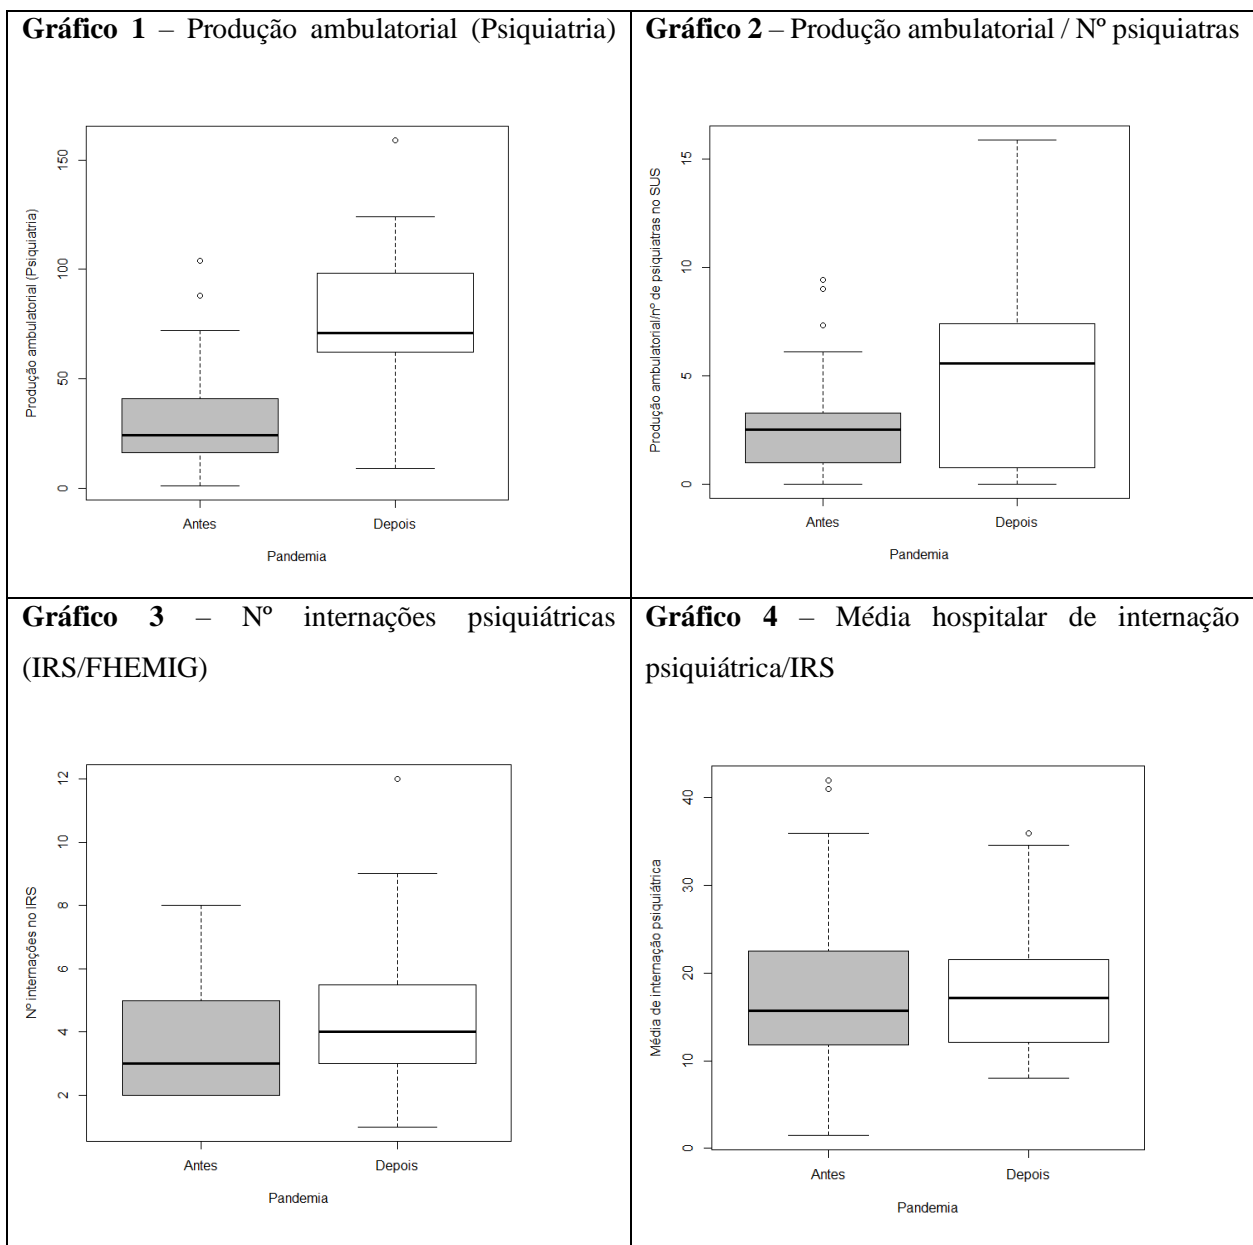 Gráfico 1 – Produção ambulatorial (Psiquiatria)
Produção ambulatorial (Psiquiatria)
150
100
50
0
Antes
Depois
Pandemia
Gráfico 2 – Produção ambulatorial / Nº psiquiatras
Produção ambulatorial/nº de psiquiatras no SUS
15
10
5
0
Antes
Depois
Pandemia
Gráfico 3 – Nº internações psiquiátricas
(IRS/FHEMIG)
Nº internações no IRS
12
10
8
6
4
2
Antes
Depois
Pandemia
Gráfico 4 – Média hospitalar de internação
psiquiátrica/IRS
Média de internação psiquiátrica
40
30
20
10
0
Antes
Depois
Pandemia